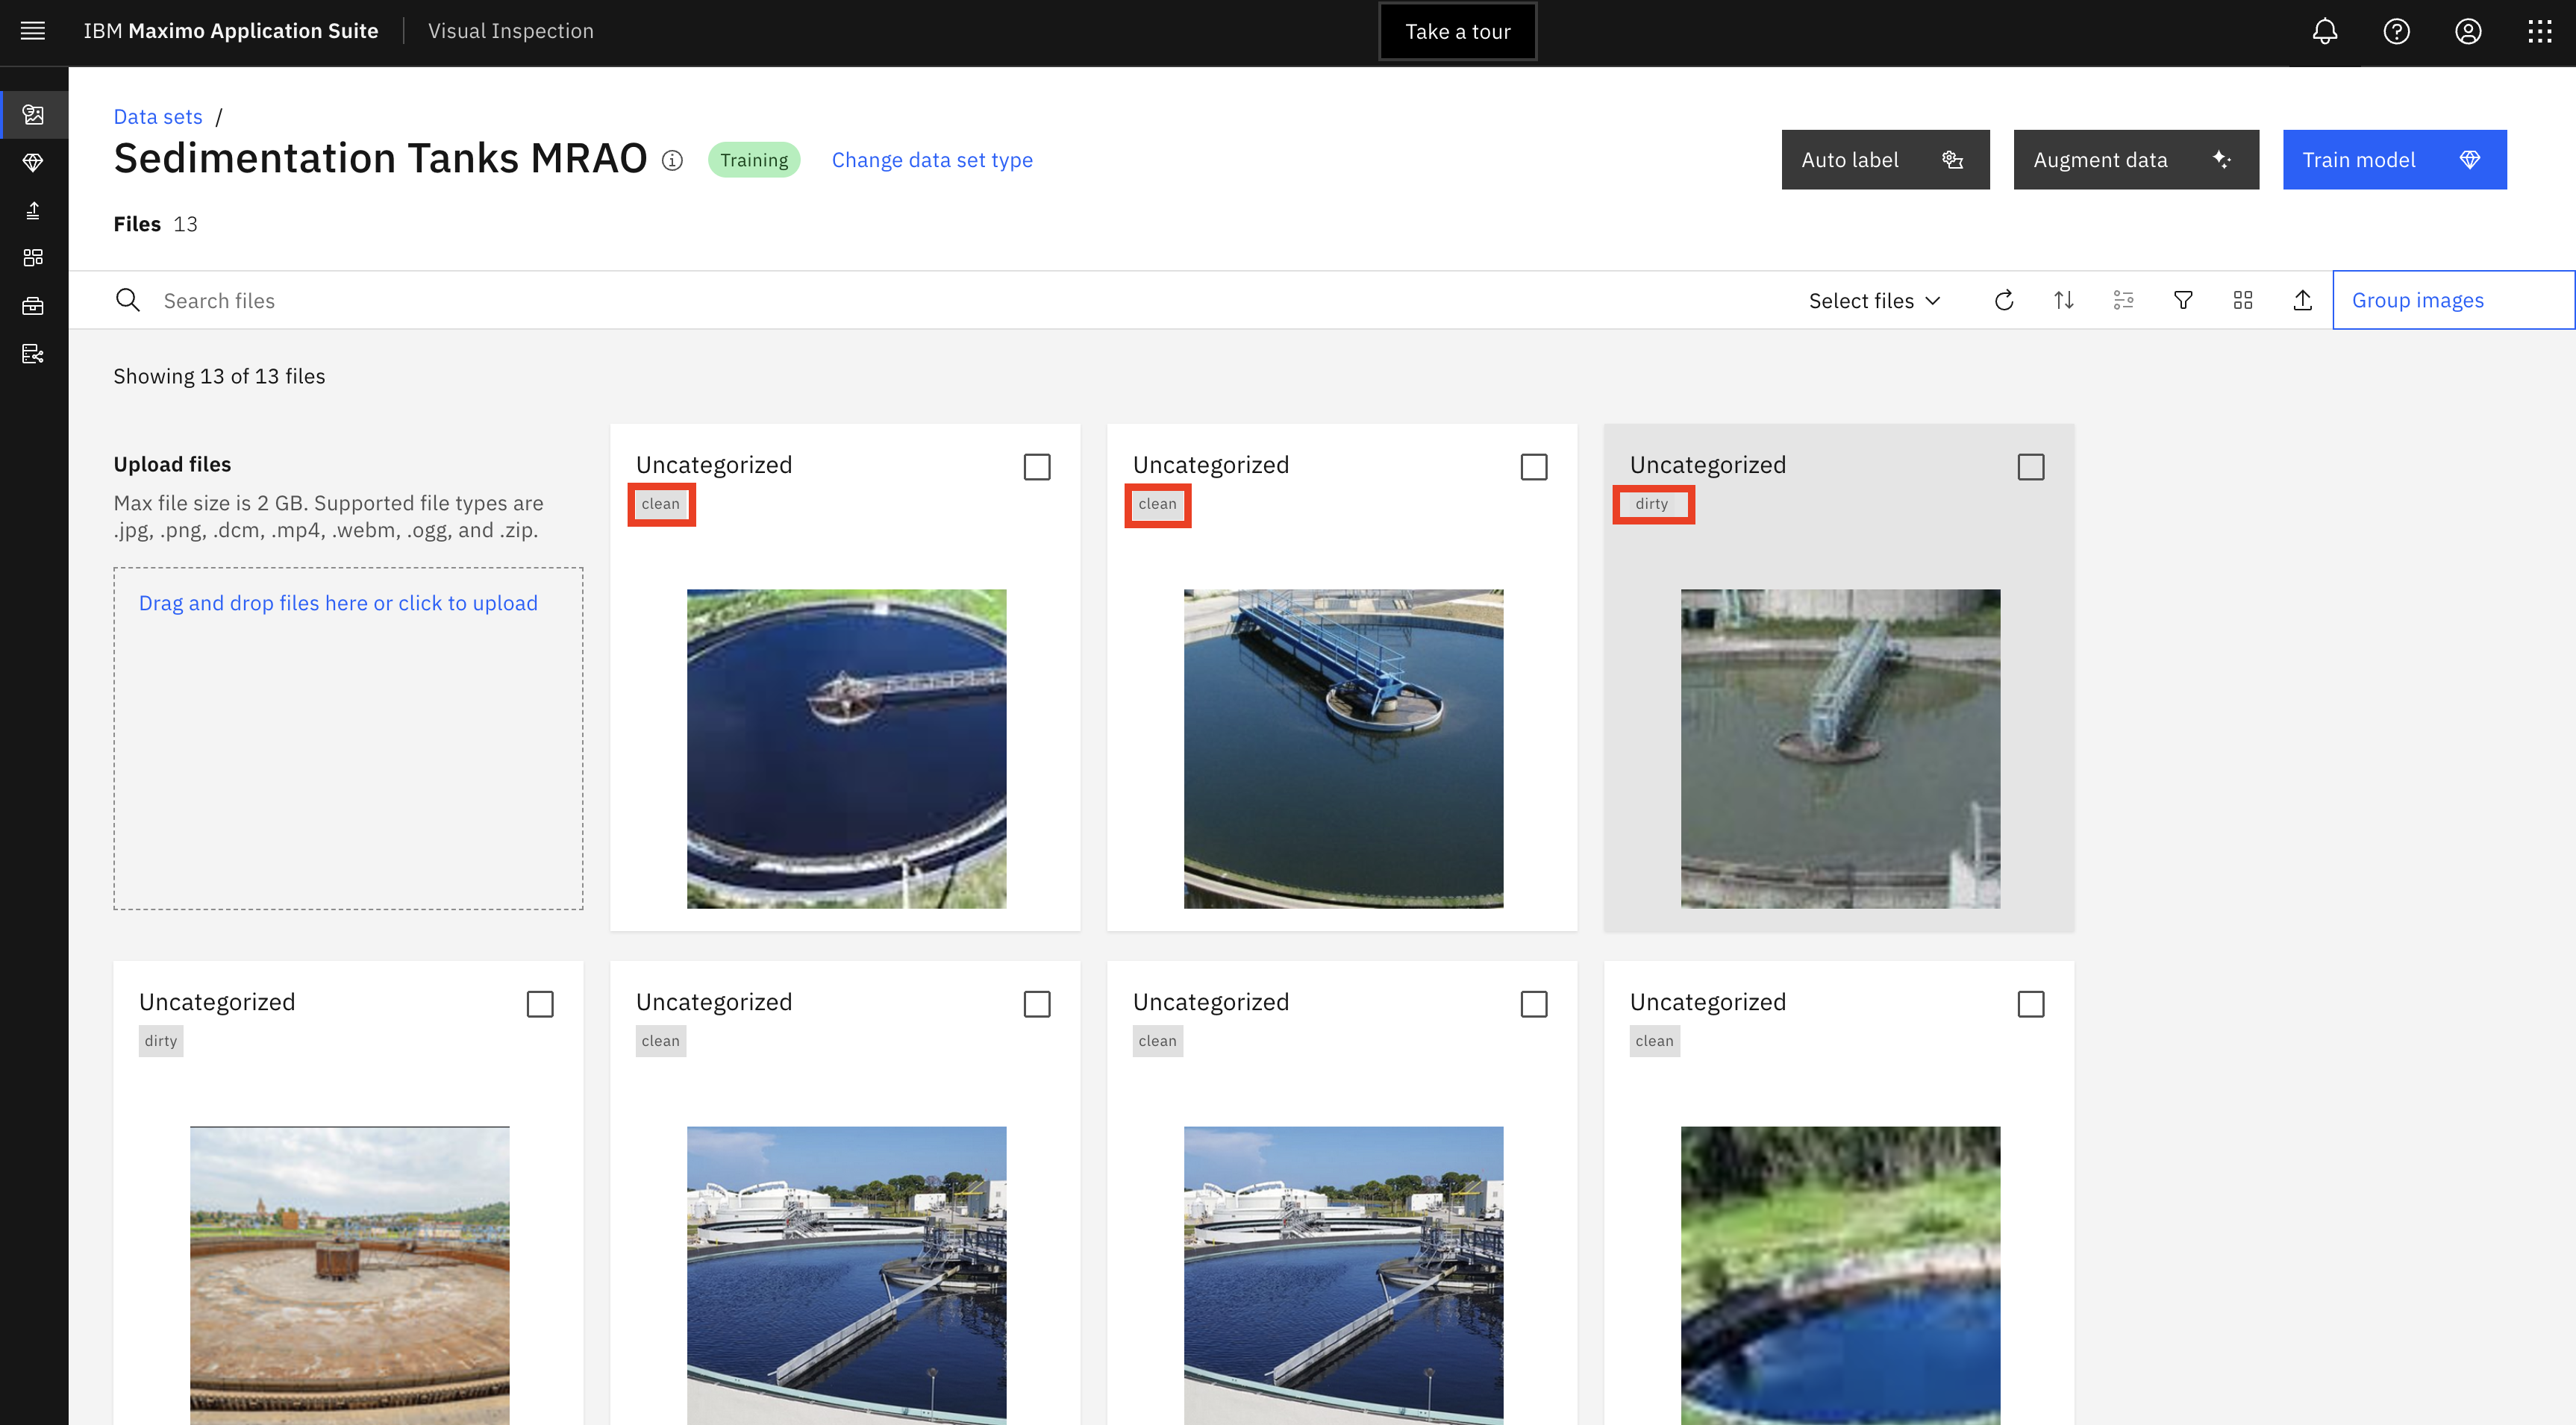 IBM Maximo Application Suite Visual Inspection Take a tour
Data sets /
Sedimentation Tanks MRAO Training Change data set type Auto label Augment data Train model
Files 13
Search files Select files Group images
Showing 13 of 13 files
Upload files
Max file size is 2 GB. Supported file types are
.jpg, .png, .dcm, .mp4, .webm, .ogg, and .zip.
Drag and drop files here or click to upload
Uncategorized
clean
Uncategorized
clean
Uncategorized
dirty
Uncategorized
dirty
Uncategorized
clean
Uncategorized
clean
Uncategorized
clean